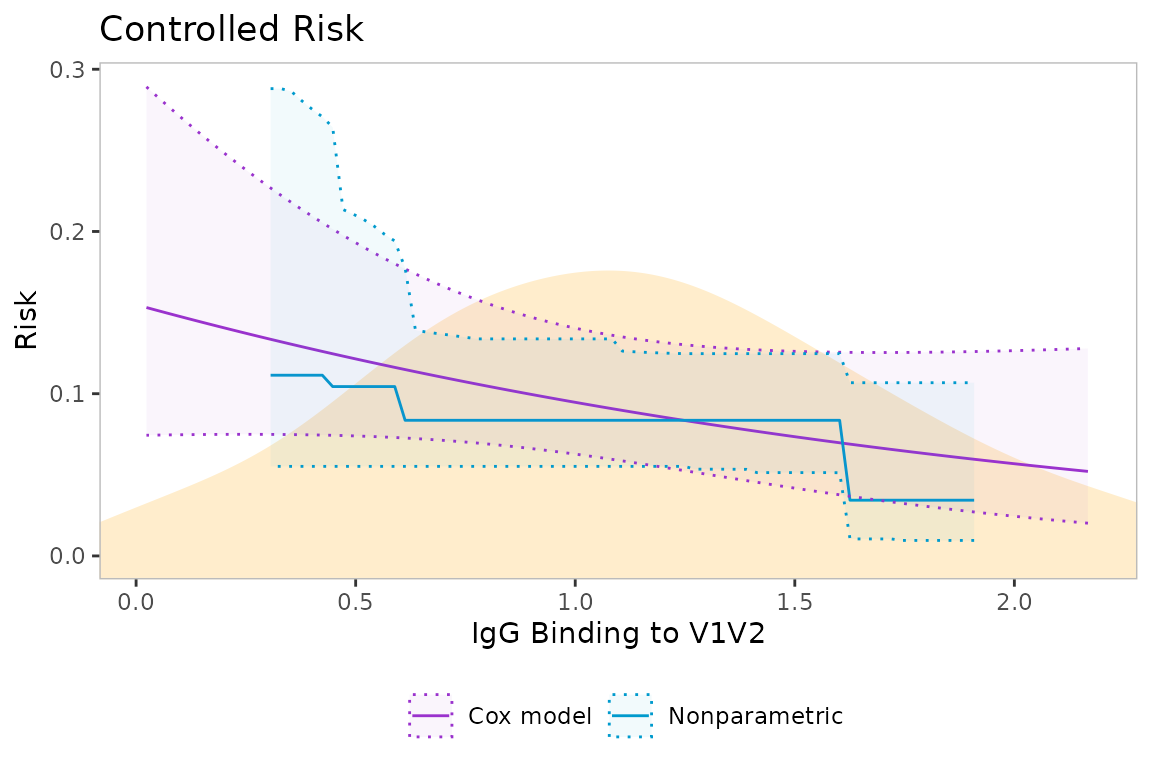 Controlled Risk
0.3
0.2
0.1
0.0
Risk
0.0 0.5 1.0 1.5 2.0
IgG Binding to V1V2
Cox model Nonparametric